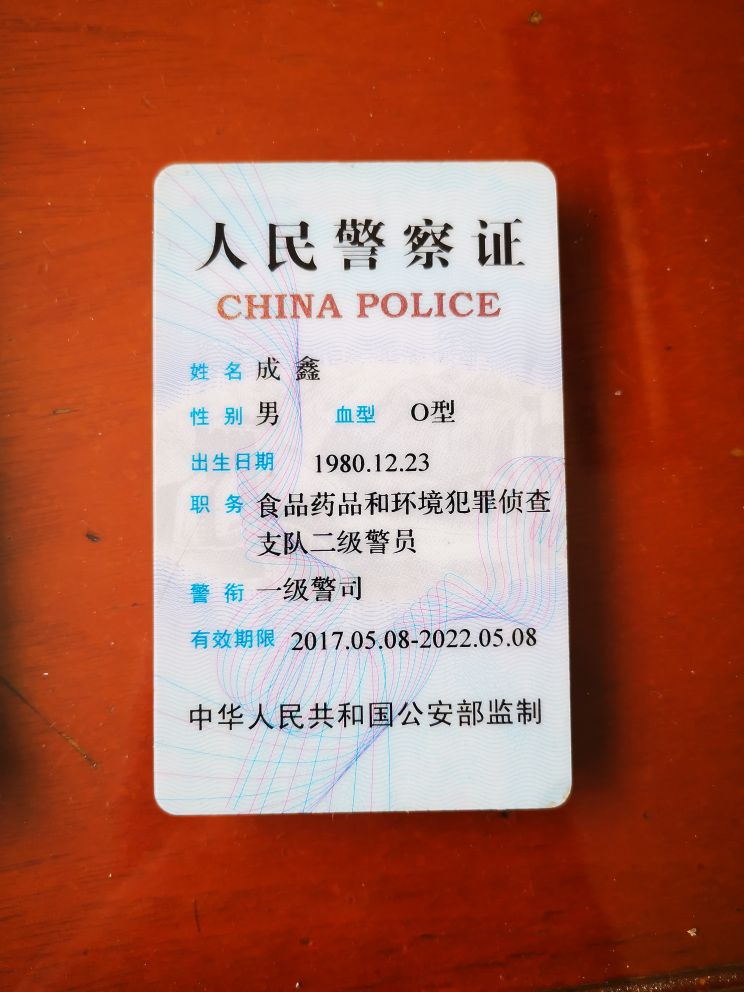 人民警察证
CHINA POLICE
姓名 成鑫
性别 男 血型 O型
出生日期 1980.12.23
职务 食品药品和环境犯罪侦查
支队二级警员
警衔 一级警司
有效期限 2017.05.08-2022.05.08
中华人民共和国公安部监制